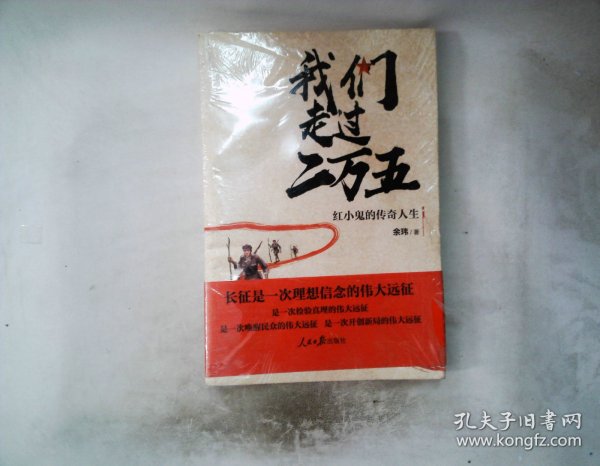 我们
走过
二万五
红小鬼的传奇人生
余玮/著
长征是一次理想信念的伟大远征
是一次检验真理的伟大远征
是一次唤醒民众的伟大远征 是一次开创新局的伟大远征
人民日报出版社
孔夫子旧书网
www.kongfz.com